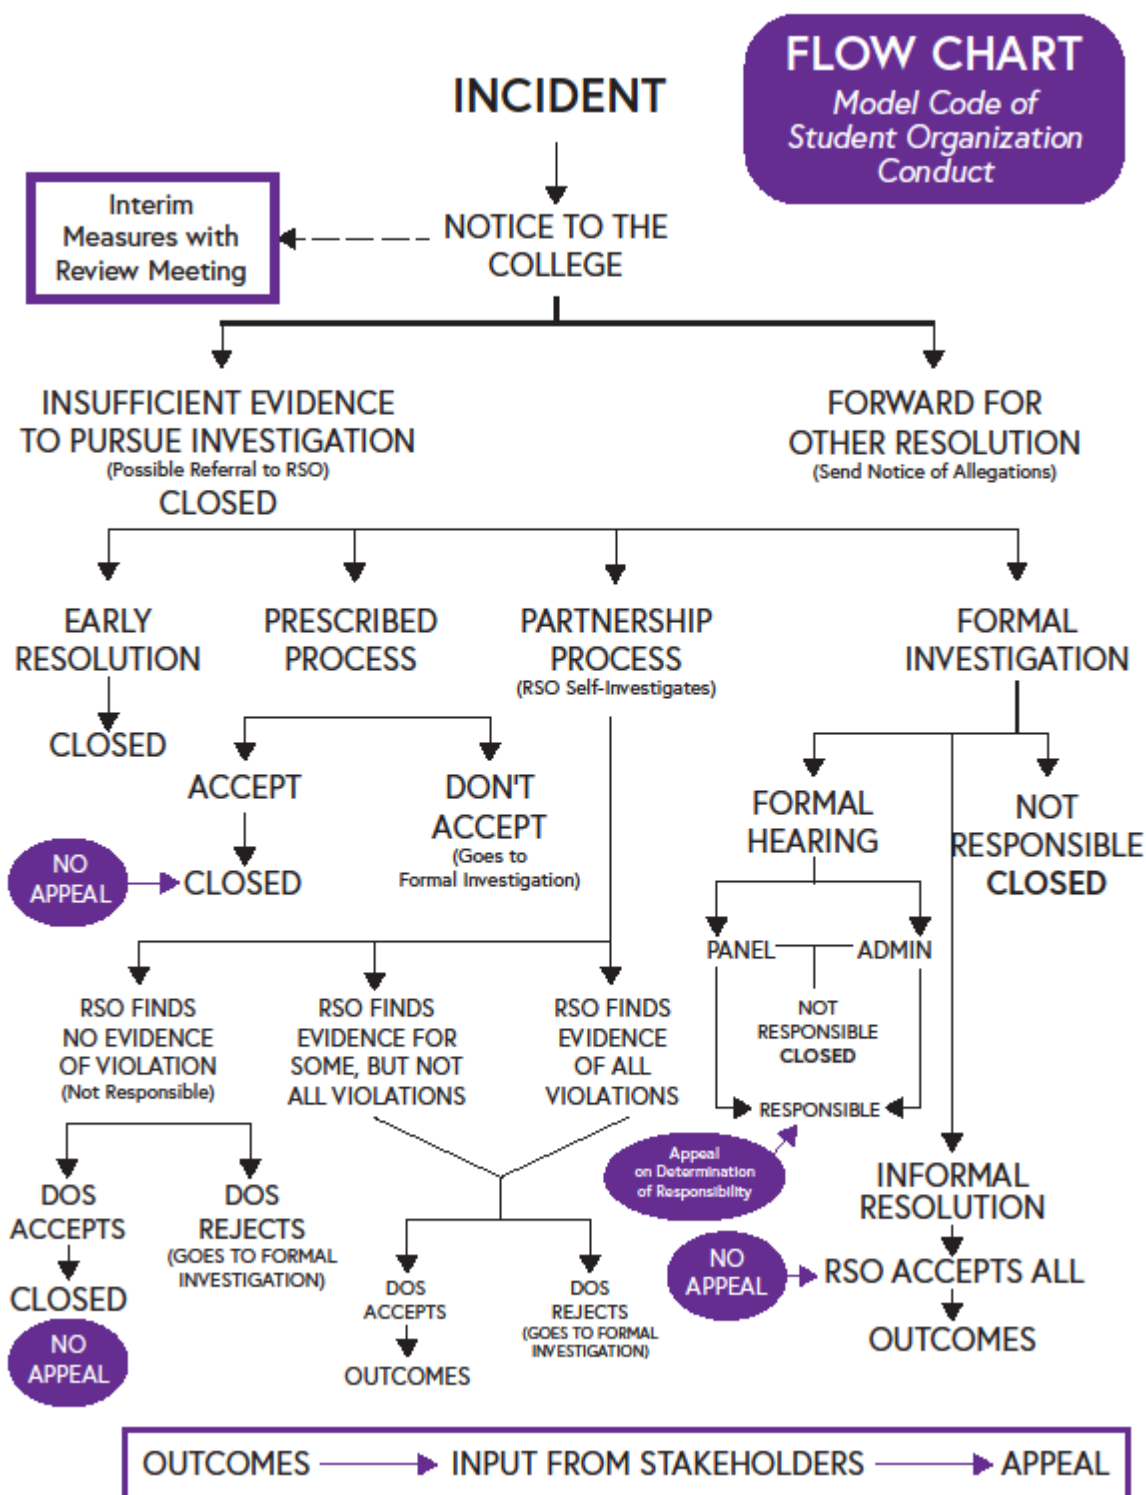 FLOW CHART
Model Code of
Student Organization
Conduct
INCIDENT
Interim
Measures with
Review Meeting
NOTICE TO THE
COLLEGE
INSUFFICIENT EVIDENCE
TO PURSUE INVESTIGATION
(Possible Referral to RSO)
CLOSED
FORWARD FOR
OTHER RESOLUTION
(Send Notice of Allegations)
EARLY
RESOLUTION
CLOSED
PRESCRIBED
PROCESS
PARTNERSHIP
PROCESS
(RSO Self-Investigates)
FORMAL
INVESTIGATION
ACCEPT
DON'T
ACCEPT
(Goes to
Formal Investigation)
NO
APPEAL
CLOSED
FORMAL
HEARING
NOT
RESPONSIBLE
CLOSED
PANEL
ADMIN
NOT
RESPONSIBLE
CLOSED
RESPONSIBLE
Appeal
on Determination
of Responsibility
RSO FINDS
NO EVIDENCE
OF VIOLATION
(Not Responsible)
RSO FINDS
EVIDENCE FOR
SOME, BUT NOT
ALL VIOLATIONS
RSO FINDS
EVIDENCE
OF ALL
VIOLATIONS
DOS
ACCEPTS
CLOSED
NO
APPEAL
DOS
REJECTS
(GOES TO FORMAL
INVESTIGATION)
DOS
ACCEPTS
OUTCOMES
DOS
REJECTS
(GOES TO FORMAL
INVESTIGATION)
INFORMAL
RESOLUTION
NO
APPEAL
RSO ACCEPTS ALL
OUTCOMES
OUTCOMES INPUT FROM STAKEHOLDERS APPEAL